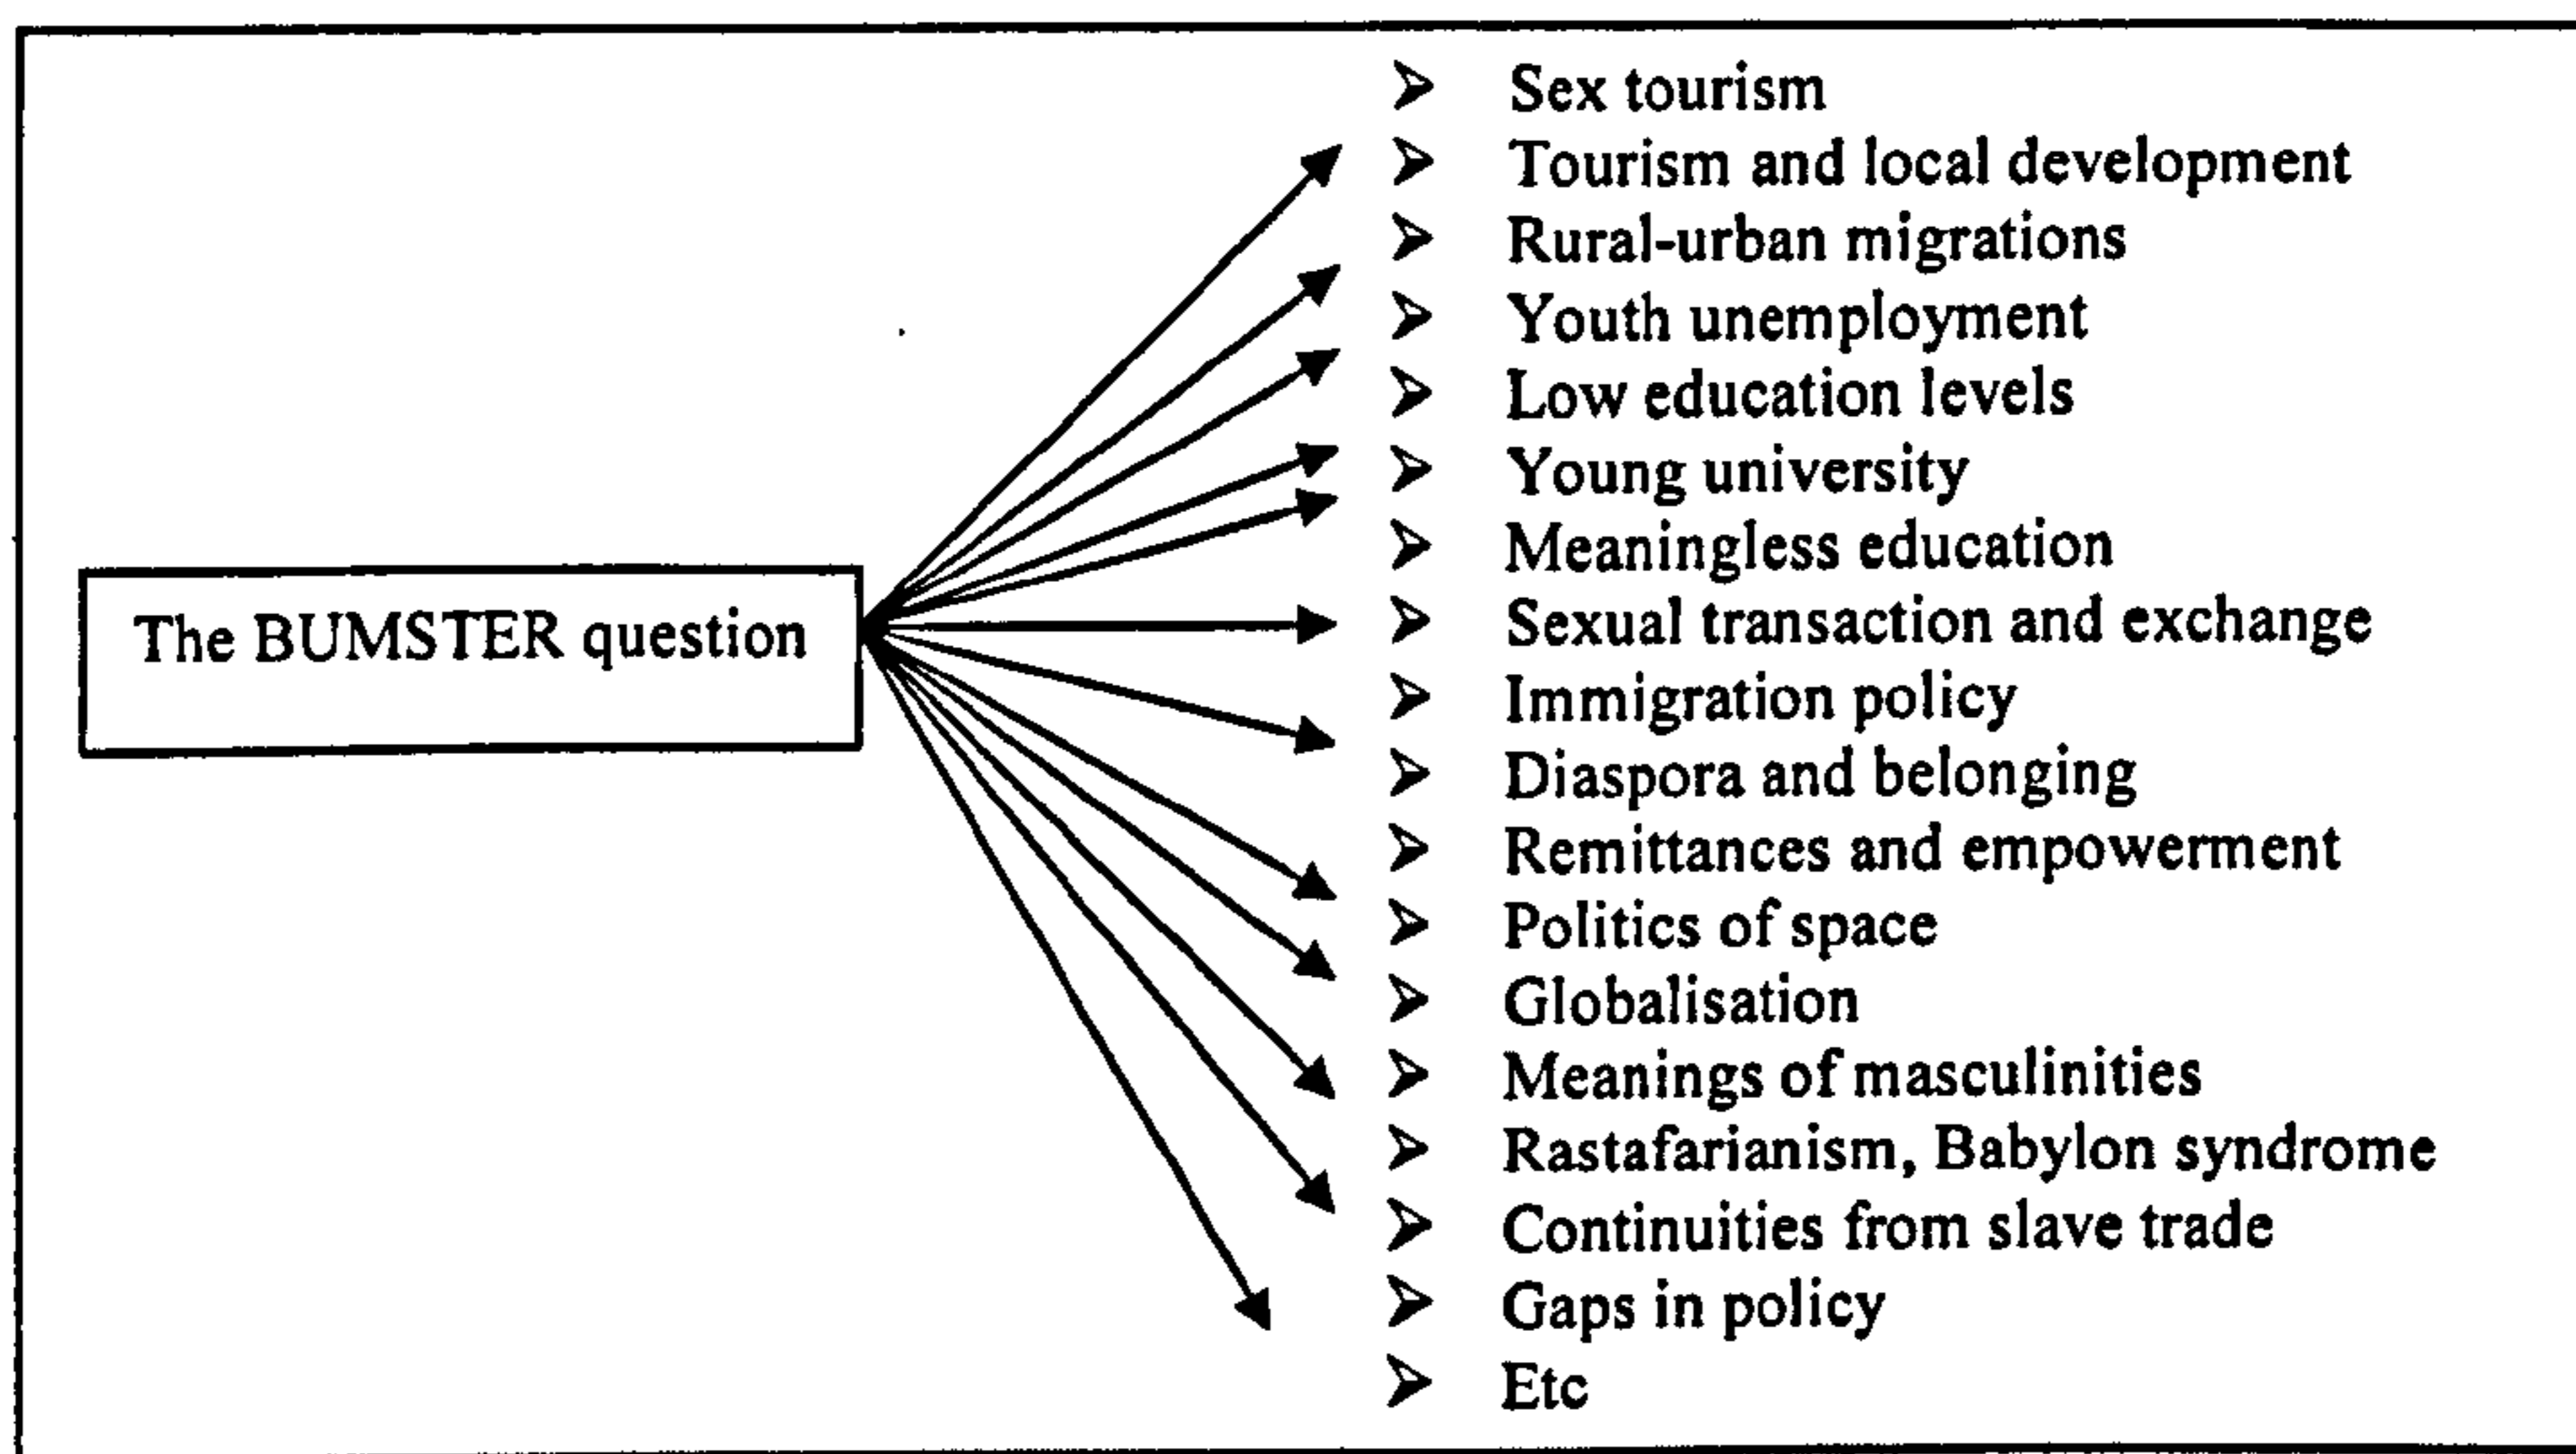 The BUMSTER question
➢ Sex tourism
➢ Tourism and local development
➢ Rural-urban migrations
➢ Youth unemployment
➢ Low education levels
➢ Young university
➢ Meaningless education
➢ Sexual transaction and exchange
➢ Immigration policy
➢ Diaspora and belonging
➢ Remittances and empowerment
➢ Politics of space
➢ Globalisation
➢ Meanings of masculinities
➢ Rastafarianism, Babylon syndrome
➢ Continuities from slave trade
➢ Gaps in policy
➢ Etc